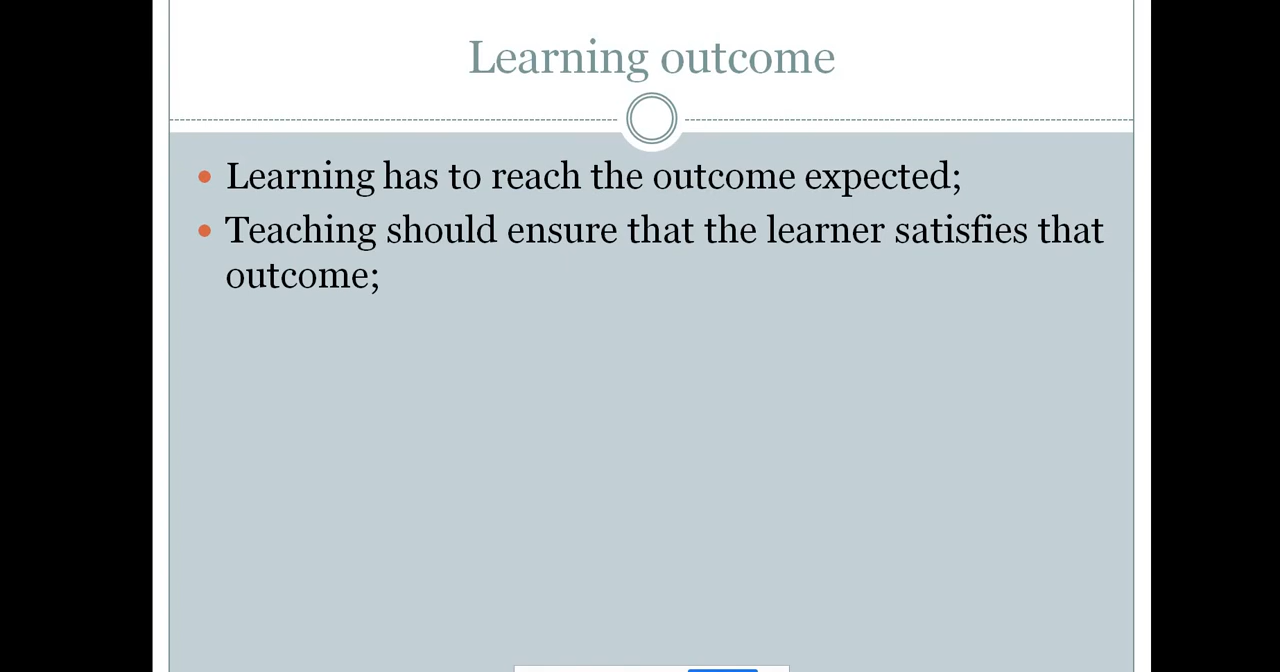 Learning outcome
Learning has to reach the outcome expected;
Teaching should ensure that the learner satisfies that
outcome;